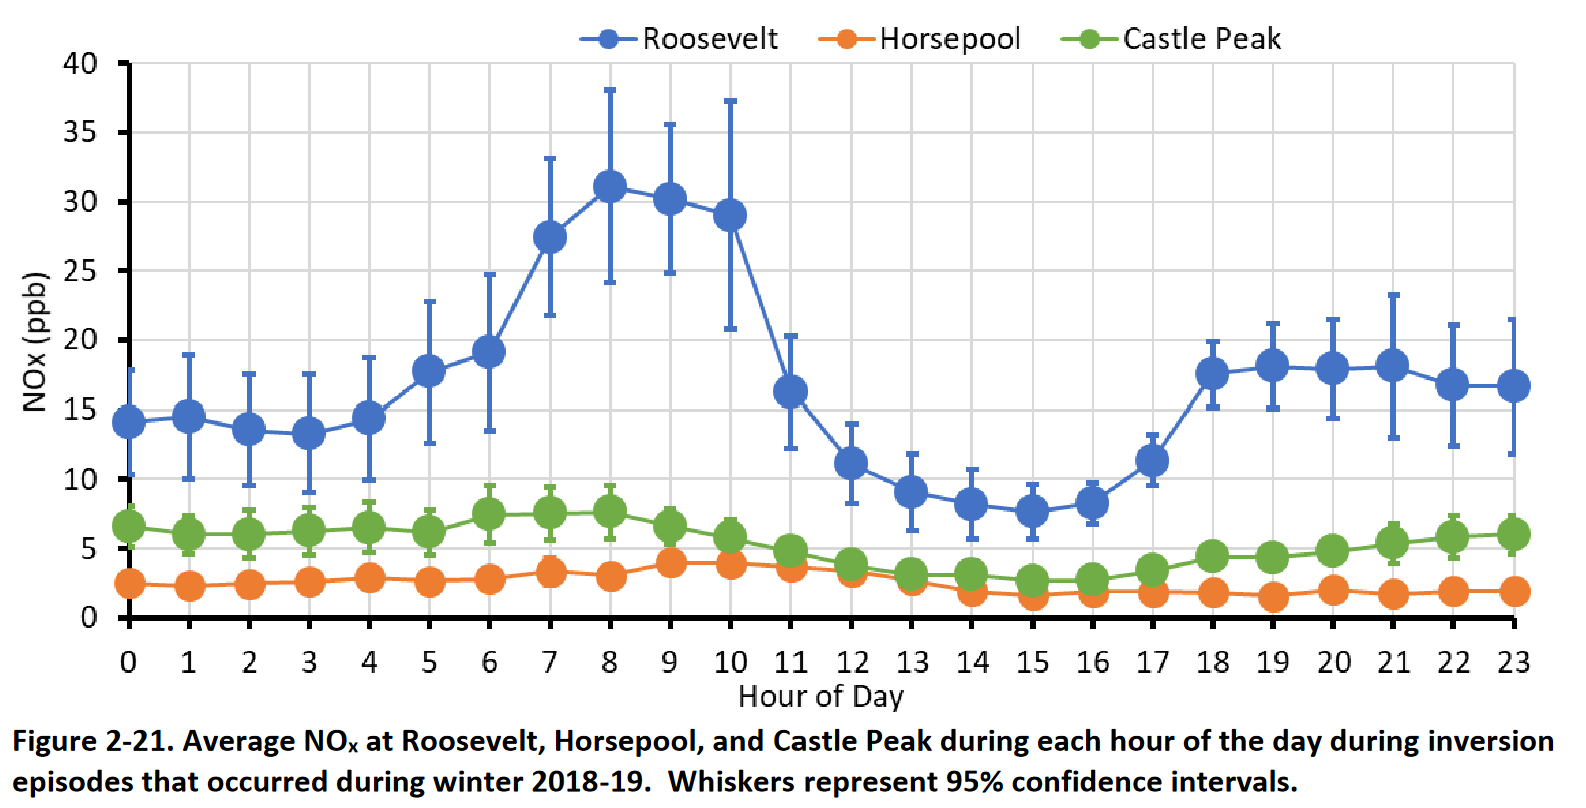 Roosevelt Horsepool Castle Peak
40
35
30
25
20
15
10
5
0
NOx (ppb)
0 1 2 3 4 5 6 7 8 9 10 11 12 13 14 15 16 17 18 19 20 21 22 23
Hour of Day
Figure 2-21. Average NOₓ at Roosevelt, Horsepool, and Castle Peak during each hour of the day during inversion
episodes that occurred during winter 2018-19.  Whiskers represent 95% confidence intervals.